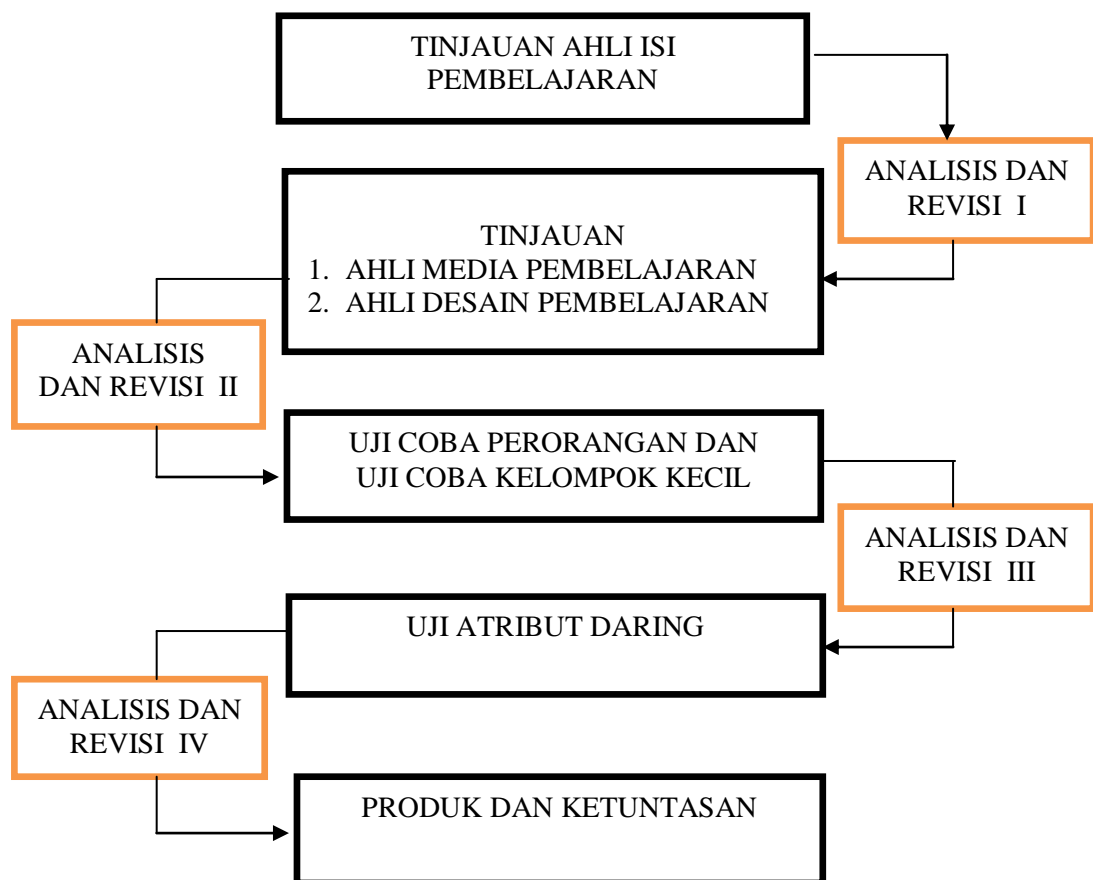 TINJAUAN AHLI ISI
PEMBELAJARAN
ANALISIS DAN
REVISI I
TINJAUAN
1. AHLI MEDIA PEMBELAJARAN
2. AHLI DESAIN PEMBELAJARAN
ANALISIS
DAN REVISI II
UJI COBA PERORANGAN DAN
UJI COBA KELOMPOK KECIL
ANALISIS DAN
REVISI III
UJI ATRIBUT DARING
ANALISIS DAN
REVISI IV
PRODUK DAN KETUNTASAN